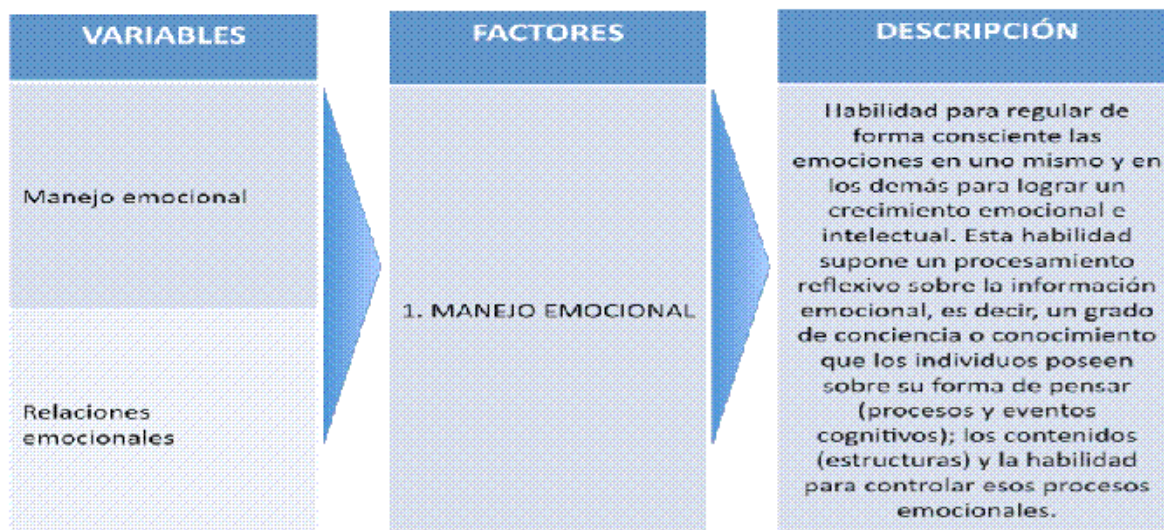 VARIABLES
Manejo emocional
Relaciones
emocionales
FACTORES
1. MANEJO EMOCIONAL
DESCRIPCIÓN
Habilidad para regular de
forma consciente las
emociones en uno mismo y en
los demás para lograr un
crecimiento emocional e
intelectual. Esta habilidad
supone un procesamiento
reflexivo sobre la información
emocional, es decir, un grado
de conciencia o conocimiento
que los individuos poseen
sobre su forma de pensar
(procesos y eventos
cognitivos); los contenidos
(estructuras) y la habilidad
para controlar esos procesos
emocionales.